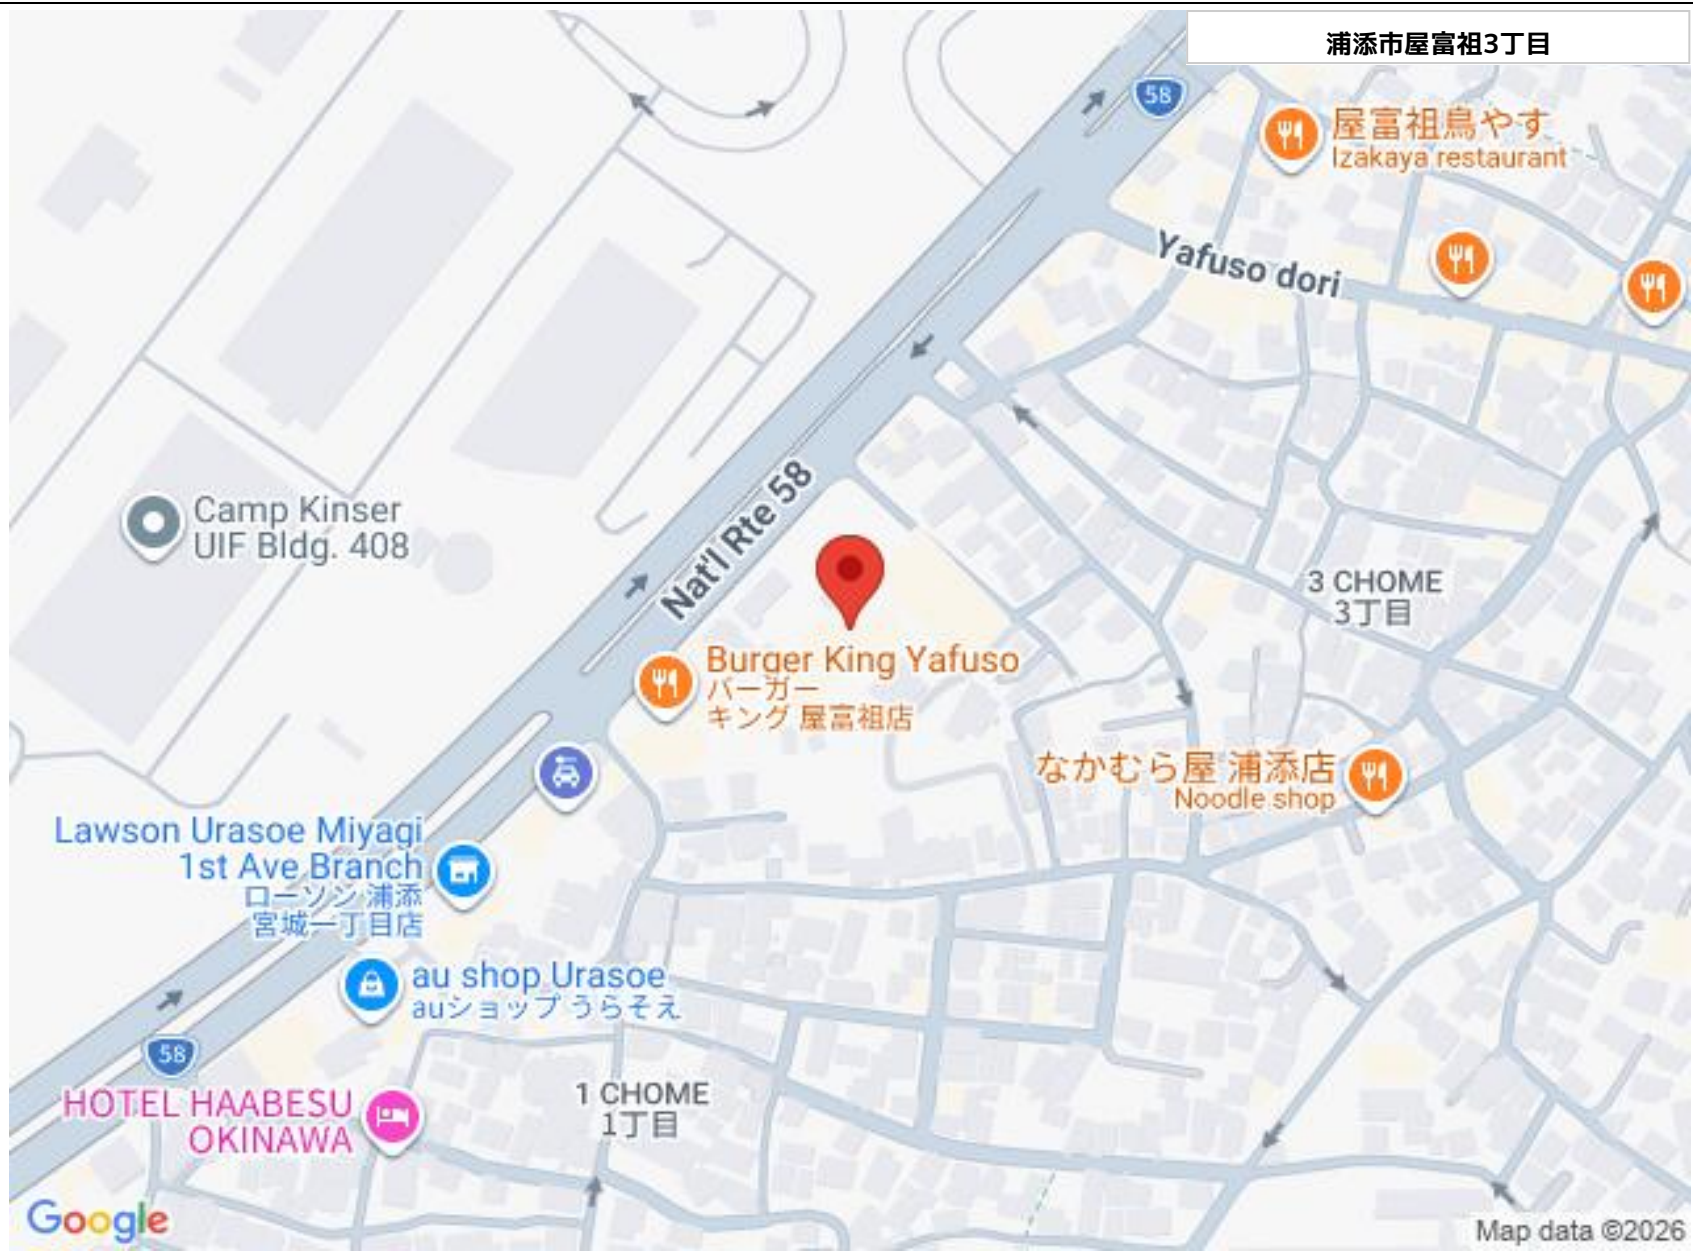 浦添市屋富祖3丁目
58
屋富祖鳥やす
Izakaya restaurant
Yafuso dori
Camp Kinser
UIF Bldg. 408
Nat'l Rte 58
3 CHOME
3丁目
Burger King Yafuso
バーガー
キング 屋富祖店
なかむら屋 浦添店
Noodle shop
Lawson Urasoe Miyagi
1st Ave Branch
ローソン 浦添
宮城一丁目店
au shop Urasoe
auショップ うらそえ
58
HOTEL HAABESU
OKINAWA
1 CHOME
1丁目
Google
Map data ©2026